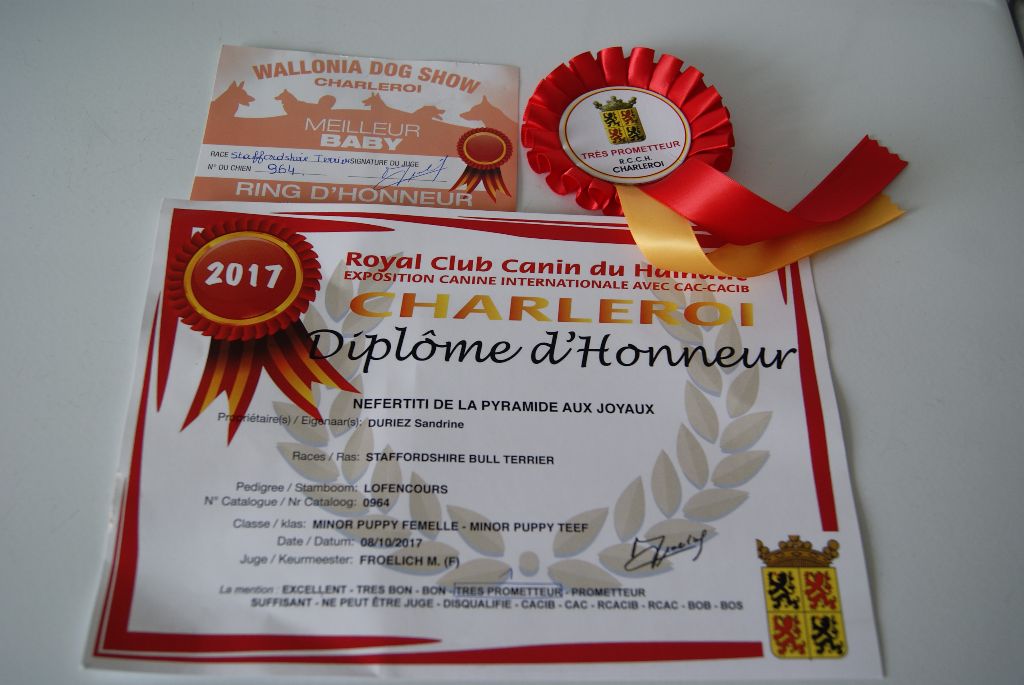 WALLONIA DOG SHOW
CHARLEROI
MEILLEUR
BABY
RACE Staffordshire Terrier SIGNATURE DU JUGE
N° DU CHIEN 964
RING D'HONNEUR
TRÈS PROMETTEUR
R.C.C.H.
CHARLEROI
2017
Royal Club Canin du Hainaut
EXPOSITION CANINE INTERNATIONALE AVEC CAC-CACIB
CHARLEROI
Diplôme d'Honneur
NEFERTITI DE LA PYRAMIDE AUX JOYAUX
Propriétaire(s) / Eigenaar(s): DURIEZ Sandrine
Races / Ras: STAFFORDSHIRE BULL TERRIER
Pedigree / Stamboom: LOFENCOURS
N° Catalogue / Nr Cataloog: 0964
Classe / klas: MINOR PUPPY FEMELLE - MINOR PUPPY TEEF
Date / Datum: 08/10/2017
Juge / Keurmeester: FROELICH M. (F)
La mention : EXCELLENT - TRES BON - BON - TRES PROMETTEUR - PROMETTEUR
SUFFISANT - NE PEUT ÊTRE JUGE - DISQUALIFIE - CACIB - CAC - RCACIB - RCAC - BOB - BOS